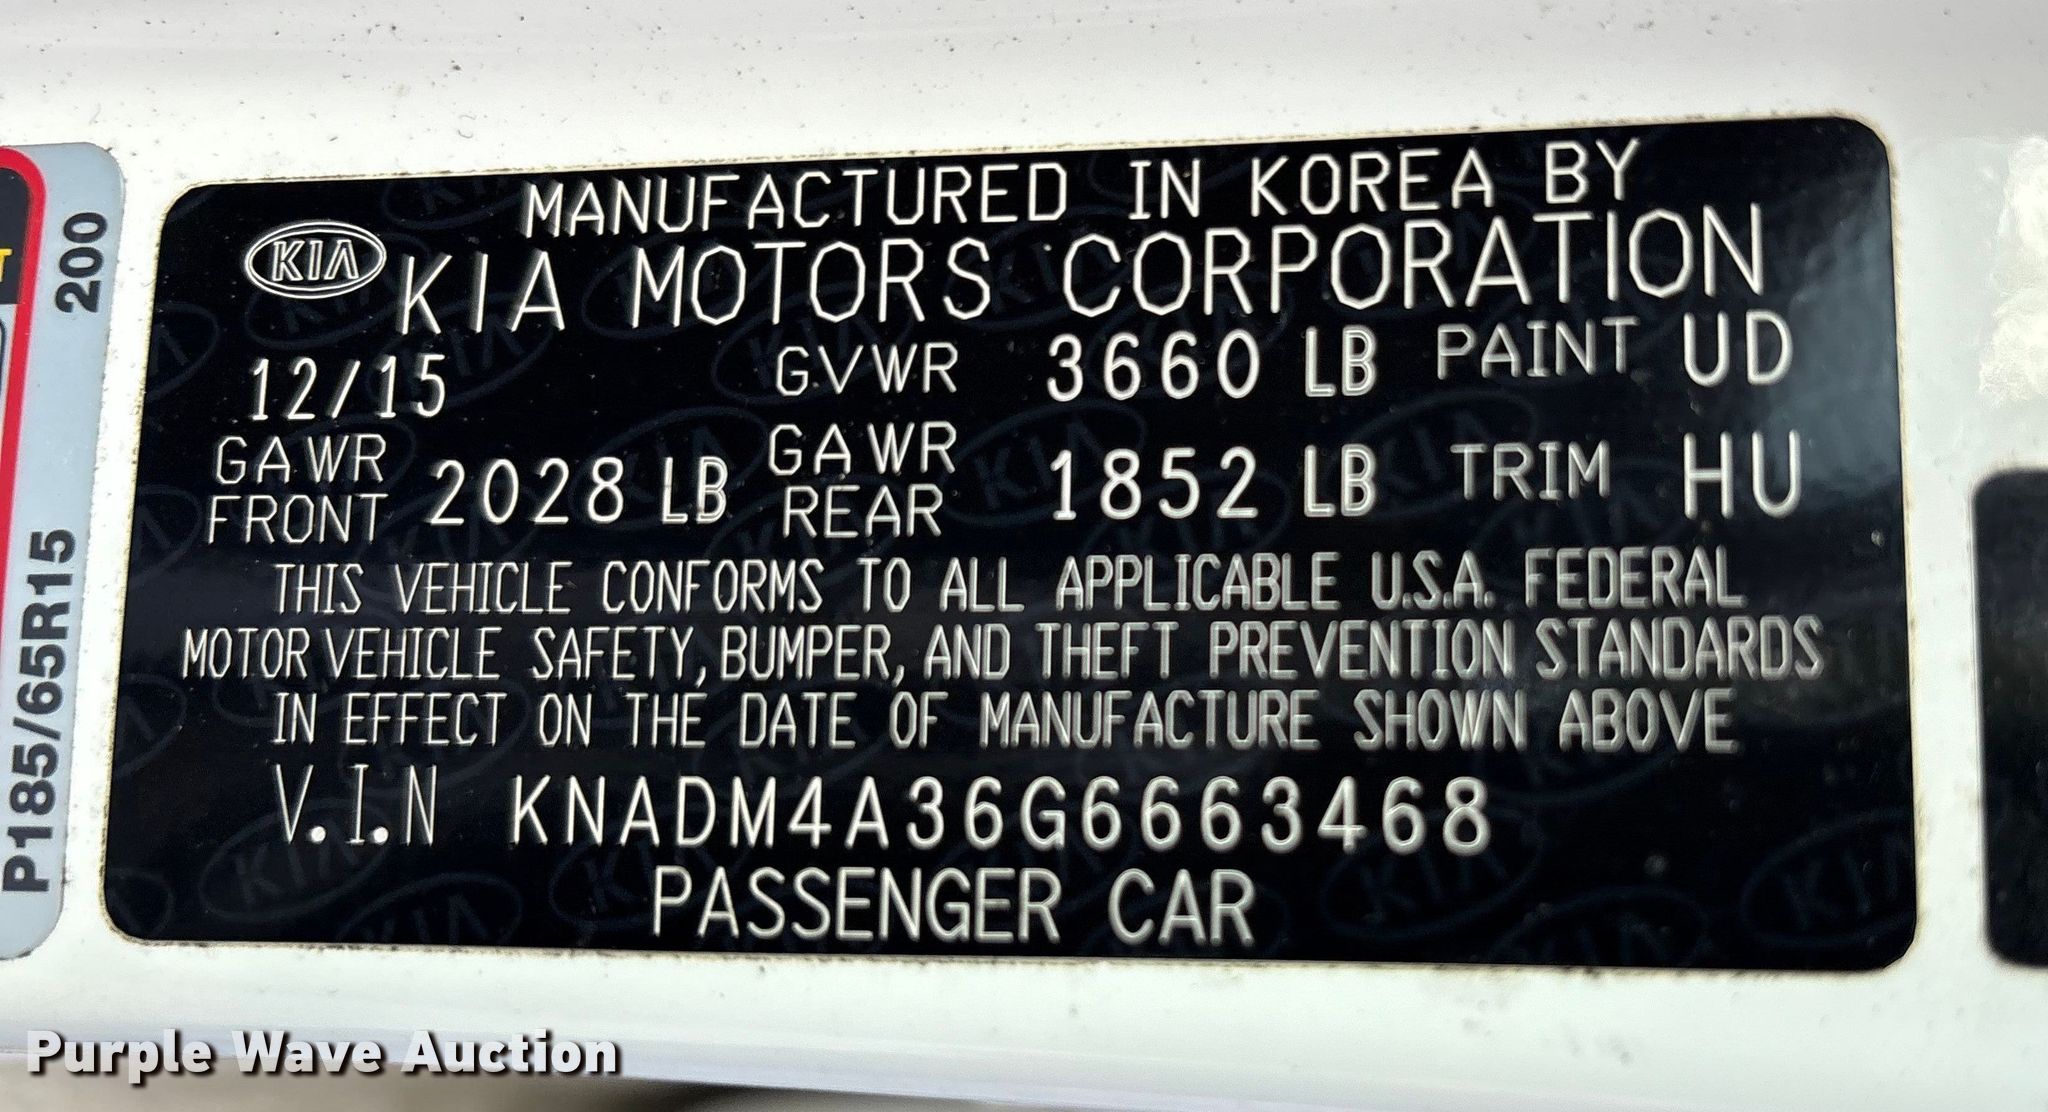 MANUFACTURED IN KOREA BY
KIA KIA MOTORS CORPORATION
12/15 GVWR 3660 LB PAINT UD
GAWR FRONT 2028 LB GAWR REAR 1852 LB TRIM HU
THIS VEHICLE CONFORMS TO ALL APPLICABLE U.S.A. FEDERAL
MOTOR VEHICLE SAFETY, BUMPER, AND THEFT PREVENTION STANDARDS
IN EFFECT ON THE DATE OF MANUFACTURE SHOWN ABOVE
V.I.N KNADM4A36G6663468
PASSENGER CAR
P185/65R15 200
Purple Wave Auction